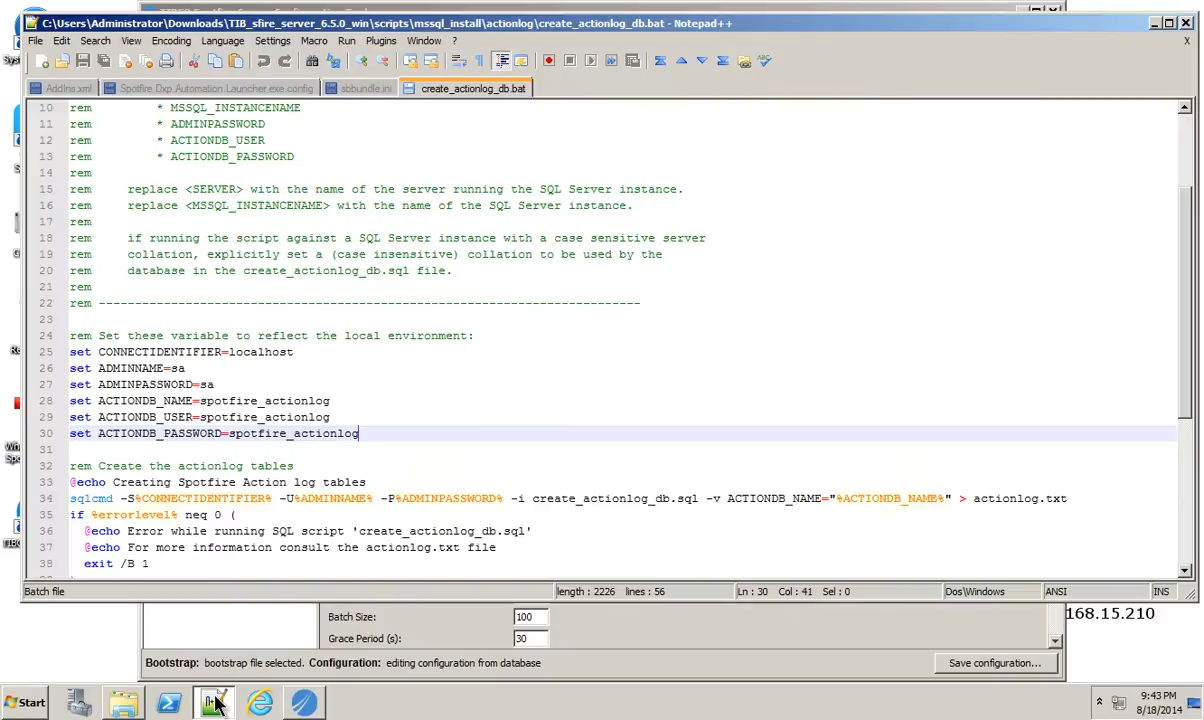 C:\Users\Administrator\Downloads\TIB_sfire_server_6.5.0_win\scripts\mssql_install\actionlog\create_actionlog_db.bat - Notepad++
File Edit Search View Encoding Language Settings Macro Run Plugins Window ?
AddIns.xml Spotfire.Dxp.Automation.Launcher.exe.config sbbundle.ini create_actionlog_db.bat
10 rem * MSSQL_INSTANCENAME
11 rem * ADMINPASSWORD
12 rem * ACTIONDB_USER
13 rem * ACTIONDB_PASSWORD
14 rem
15 rem replace <SERVER> with the name of the server running the SQL Server instance.
16 rem replace <MSSQL_INSTANCENAME> with the name of the SQL Server instance.
17 rem
18 rem if running the script against a SQL Server instance with a case sensitive server
19 rem collation, explicitly set a (case insensitive) collation to be used by the
20 rem database in the create_actionlog_db.sql file.
21 rem
22 rem ---------------------------------------------------------------------------
23
24 rem Set these variable to reflect the local environment:
25 set CONNECTIDENTIFIER=localhost
26 set ADMINNAME=sa
27 set ADMINPASSWORD=sa
28 set ACTIONDB_NAME=spotfire_actionlog
29 set ACTIONDB_USER=spotfire_actionlog
30 set ACTIONDB_PASSWORD=spotfire_actionlog
31
32 rem Create the actionlog tables
33 @echo Creating Spotfire Action log tables
34 sqlcmd -S%CONNECTIDENTIFIER% -U%ADMINNAME% -P%ADMINPASSWORD% -i create_actionlog_db.sql -v ACTIONDB_NAME="%ACTIONDB_NAME%" > actionlog.txt
35 if %errorlevel% neq 0 (
36 @echo Error while running SQL script 'create_actionlog_db.sql'
37 @echo For more information consult the actionlog.txt file
38 exit /B 1
Batch file length : 2226 lines : 56 Ln : 30 Col : 41 Sel : 0 Dos\Windows ANSI INS
168.15.210
Batch Size: 100
Grace Period (s): 30
Bootstrap: bootstrap file selected. Configuration: editing configuration from database Save configuration...
Start
9:43 PM
8/18/2014